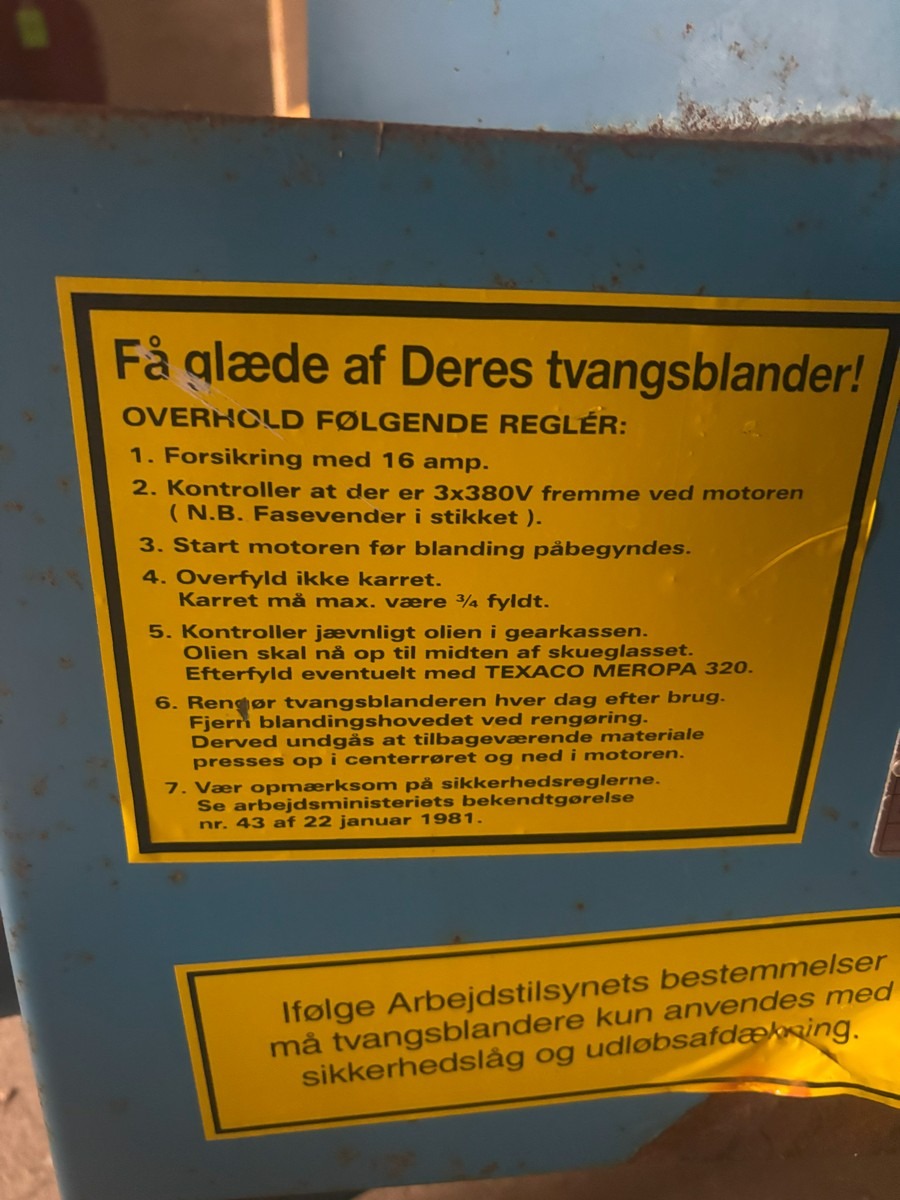 Få glæde af Deres tvangsblander!
OVERHOLD FØLGENDE REGLER:
1. Forsikring med 16 amp.
2. Kontroller at der er 3x380V fremme ved motoren
( N.B. Fasevender i stikket ).
3. Start motoren før blanding påbegyndes.
4. Overfyld ikke karret.
Karret må max. være ¾ fyldt.
5. Kontroller jævnligt olien i gearkassen.
Olien skal nå op til midten af skueglasset.
Efterfyld eventuelt med TEXACO MEROPA 320.
6. Rengør tvangsblanderen hver dag efter brug.
Fjern blandingshovedet ved rengøring.
Derved undgås at tilbageværende materiale
presses op i centerrøret og ned i motoren.
7. Vær opmærksom på sikkerhedsreglerne.
Se arbejdsministeriets bekendtgørelse
nr. 43 af 22 januar 1981.
Ifølge Arbejdstilsynets bestemmelser
må tvangsblandere kun anvendes med
sikkerhedslåg og udløbsafdækning.